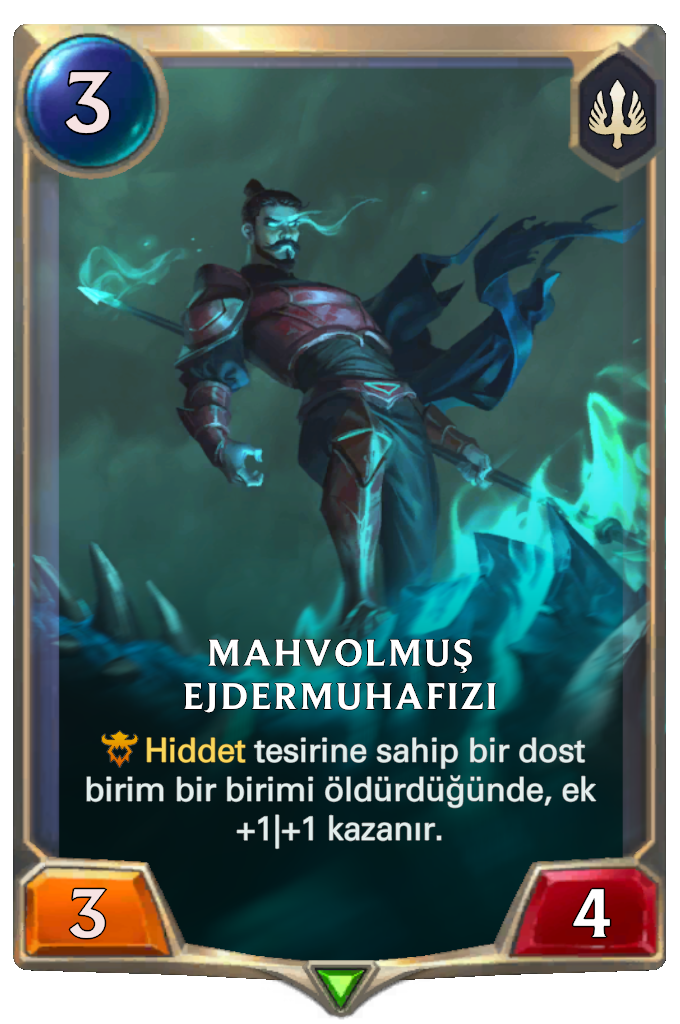 3
MAHVOLMUŞ
EJDERMUHAFIZI
Hiddet tesirine sahip bir dost
birim bir birimi öldürdüğünde, ek
+1|+1 kazanır.
3
4